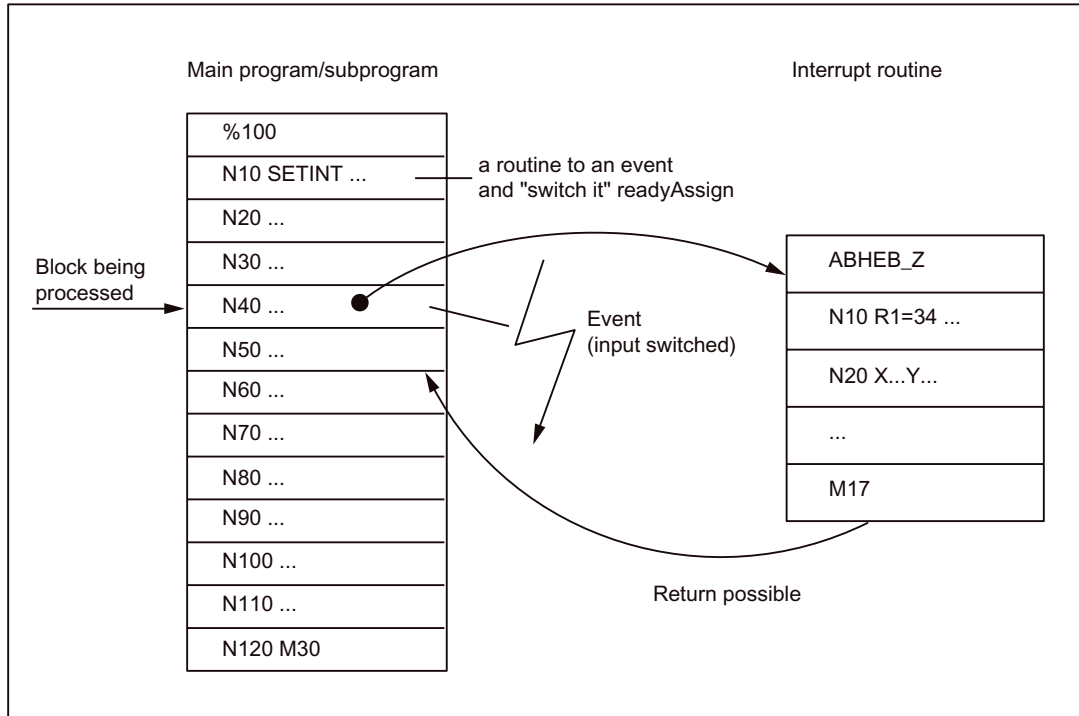 Main program/subprogram
Interrupt routine
%100
N10 SETINT ...
a routine to an event
and "switch it" readyAssign
N20 ...
N30 ...
Block being
processed
N40 ...
N50 ...
N60 ...
N70 ...
N80 ...
N90 ...
N100 ...
N110 ...
N120 M30
Event
(input switched)
ABHEB_Z
N10 R1=34 ...
N20 X...Y...
...
M17
Return possible